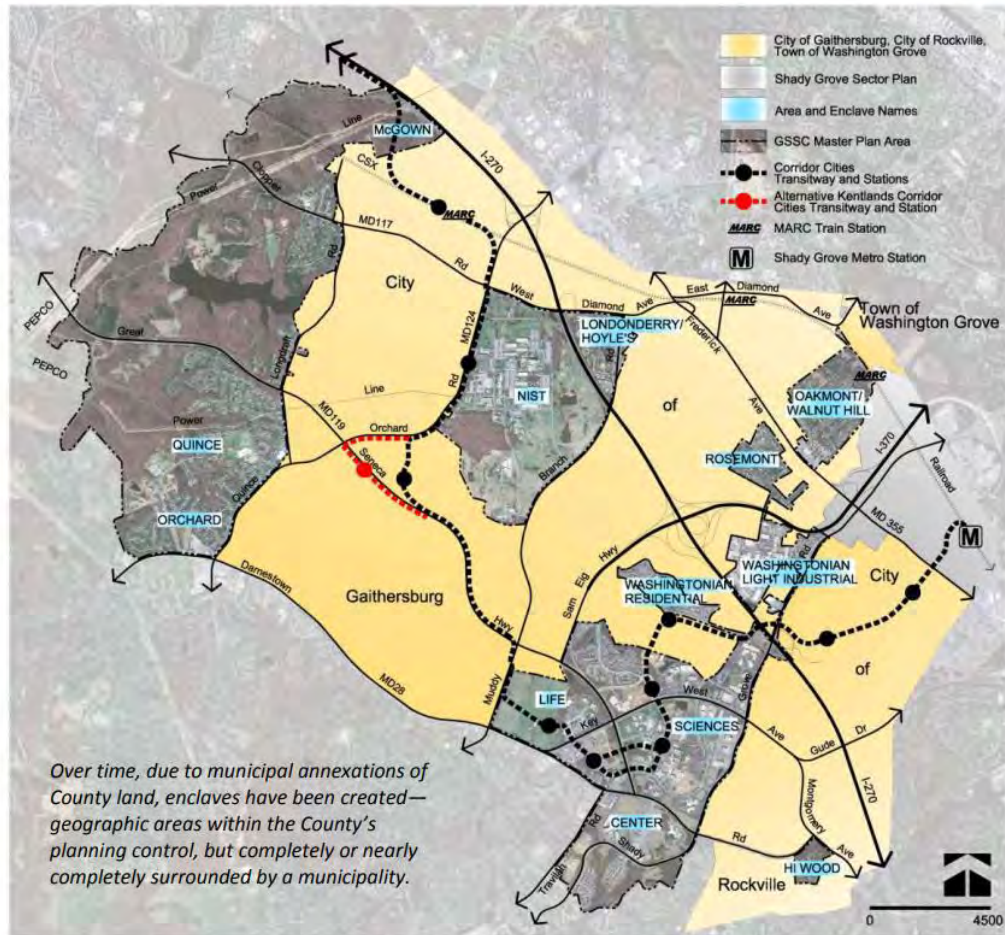 City of Gaithersburg, City of Rockville,
Town of Washington Grove
Shady Grove Sector Plan
Area and Enclave Names
GSSC Master Plan Area
Corridor Cities
Transitway and Stations
Alternative Kentlands Corridor
Cities Transitway and Station
MARC
MARC Train Station
M
Shady Grove Metro Station
McGOWN
I-270
Line
Power
Clopper
CSX
MARC
MD117
Rd
Rd
City
West
Diamond
Ave
East
Diamond
MARC
Ave
Town of
Washington Grove
PEPCO
Great
PEPCO
Longdraft
MD124
Rd
LONDONDERRY/
HOYLE'S
Rd
Frederick
Ave
MARC
OAKMONT/
WALNUT HILL
of
NIST
Line
MD119
Power
Orchard
QUINCE
Seneca
Branch
ROSEMONT
I-370
Railroad
Quince
ORCHARD
MD 355
M
Hwy
Eig
Sam
WASHINGTONIAN
LIGHT INDUSTRIAL
Rd
WASHINGTONIAN
RESIDENTIAL
City
Darnestown
Gaithersburg
Hwy
of
MD28
Muddy
LIFE
West
Key
Grove
SCIENCES
Ave
Gude
Dr
I-270
Montgomery
Ave
Over time, due to municipal annexations of
County land, enclaves have been created—
geographic areas within the County's
planning control, but completely or nearly
completely surrounded by a municipality.
CENTER
Rd
Shady
Rd
Travilah
HI WOOD
Rockville
0
4500